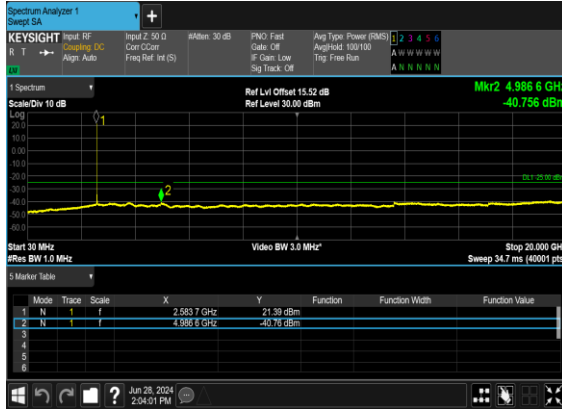 Spectrum Analyzer 1
Swept SA
+
KEYSIGHT Input: RF Input Z: 50 Ω #Atten: 30 dB PNO: Fast Avg Type: Power (RMS) 1 2 3 4 5 6
R T Coupling: DC Corr CCorr Gate: Off Avg|Hold: 100/100 A W W W W W
Align: Auto Freq Ref: Int (S) IF Gain: Low Trig: Free Run
LXI Sig Track: Off A N N N N N
1 Spectrum Ref Lvl Offset 15.52 dB Mkr2 4.986 6 GHz
Scale/Div 10 dB Ref Level 30.00 dBm -40.756 dBm
Log
1
20.0
10.0
0.00
-10.0
-20.0 DL1 -25.00 dBm
-30.0 2
-40.0
-50.0
-60.0
Start 30 MHz Video BW 3.0 MHz* Stop 20.000 GHz
#Res BW 1.0 MHz Sweep 34.7 ms (40001 pts)
5 Marker Table
Mode Trace Scale X Y Function Function Width Function Value
1 N 1 f 2.583 7 GHz 21.39 dBm
2 N 1 f 4.986 6 GHz -40.76 dBm
3
4
5
6
? Jun 28, 2024
2:04:01 PM